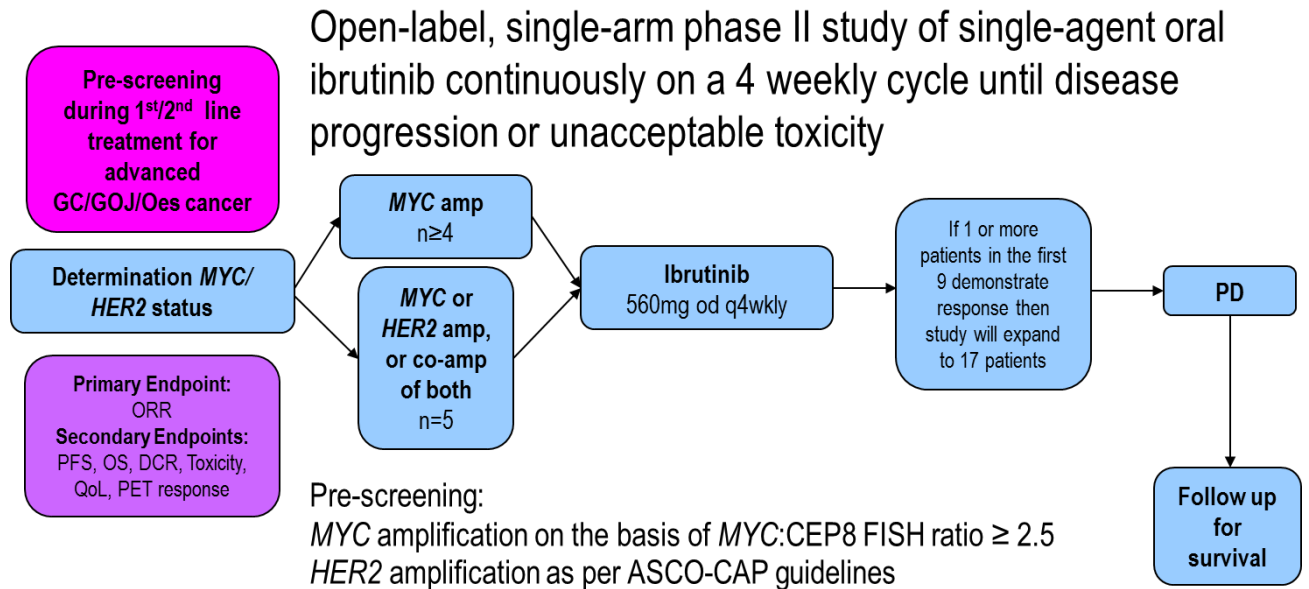 Open-label, single-arm phase II study of single-agent oral
ibrutinib continuously on a 4 weekly cycle until disease
progression or unacceptable toxicity
Pre-screening
during 1st/2nd line
treatment for
advanced
GC/GOJ/Oes cancer
Determination MYC/
HER2 status
Primary Endpoint:
ORR
Secondary Endpoints:
PFS, OS, DCR, Toxicity,
QoL, PET response
MYC amp
n≥4
MYC or
HER2 amp,
or co-amp
of both
n=5
Ibrutinib
560mg od q4wkly
If 1 or more
patients in the first
9 demonstrate
response then
study will expand
to 17 patients
PD
Follow up
for
survival
Pre-screening:
MYC amplification on the basis of MYC:CEP8 FISH ratio ≥ 2.5
HER2 amplification as per ASCO-CAP guidelines